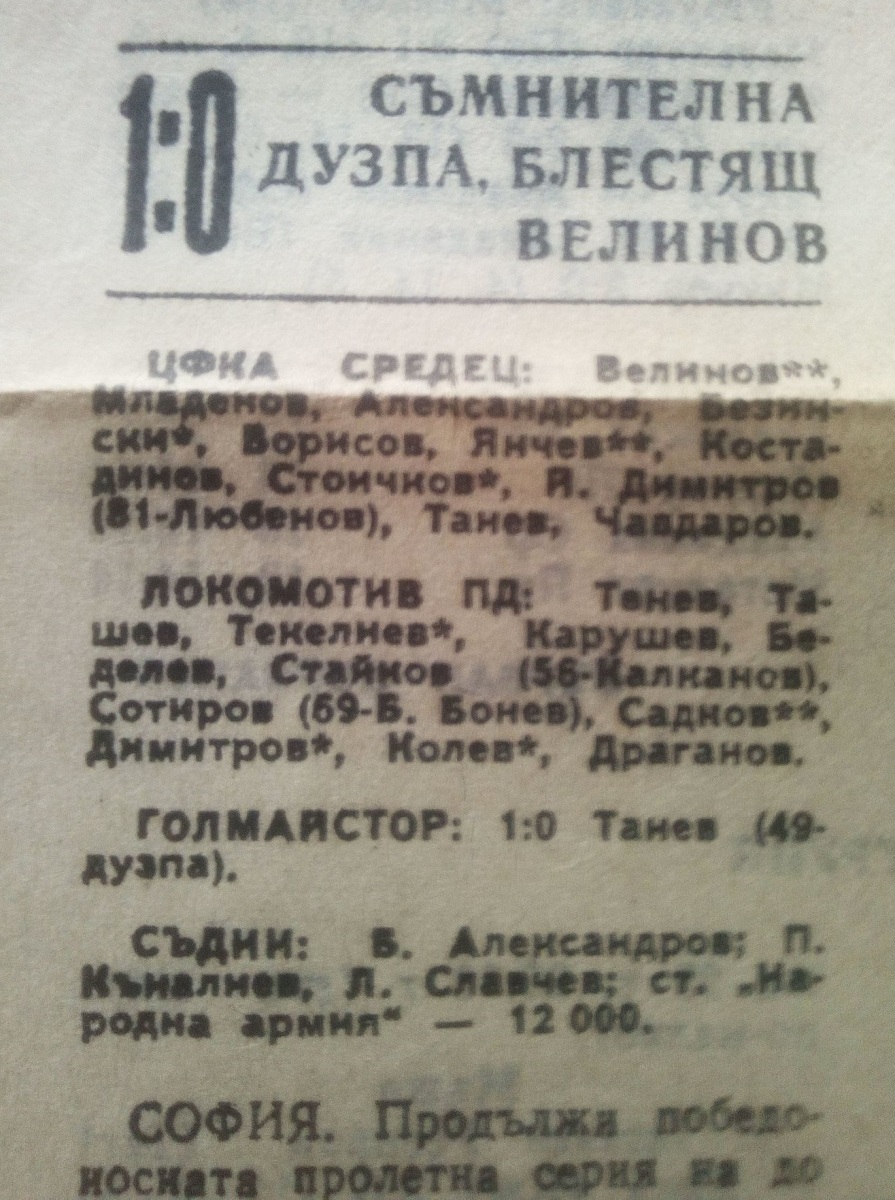 1:0
СЪМНИТЕЛНА
ДУЗПА, БЛЕСТЯЩ
ВЕЛИНОВ
ЦФКА СРЕДЕЦ: Велинов**,
Младенов, Александров, Безин-
ски*, Борисов, Янчев**, Коста-
динов, Стоичков*, Й. Димитров
(81-Любенов), Танев, Чавдаров.
ЛОКОМОТИВ ПД: Тенев, Та-
шев, Текелиев*, Карушев, Бе-
делев, Стайков (56-Калканов),
Сотиров (69-Б. Бонев), Садков**,
Димитров*, Колев*, Драганов.
ГОЛМАЙСТОР: 1:0 Танев (49-
дузпа).
СЪДИИ: Б. Александров; П.
Къналиев, Л. Славчев; ст. „На-
родна армия“ — 12 000.
СОФИЯ. Продължи победо-
носната пролетна серия на до